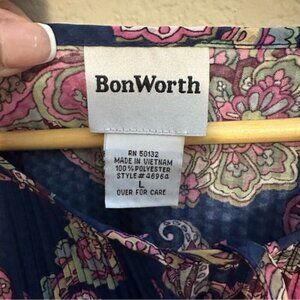 BonWorth
RN 50132
MADE IN VIETNAM
100% POLYESTER
STYLE# 46964
L
OVER FOR CARE